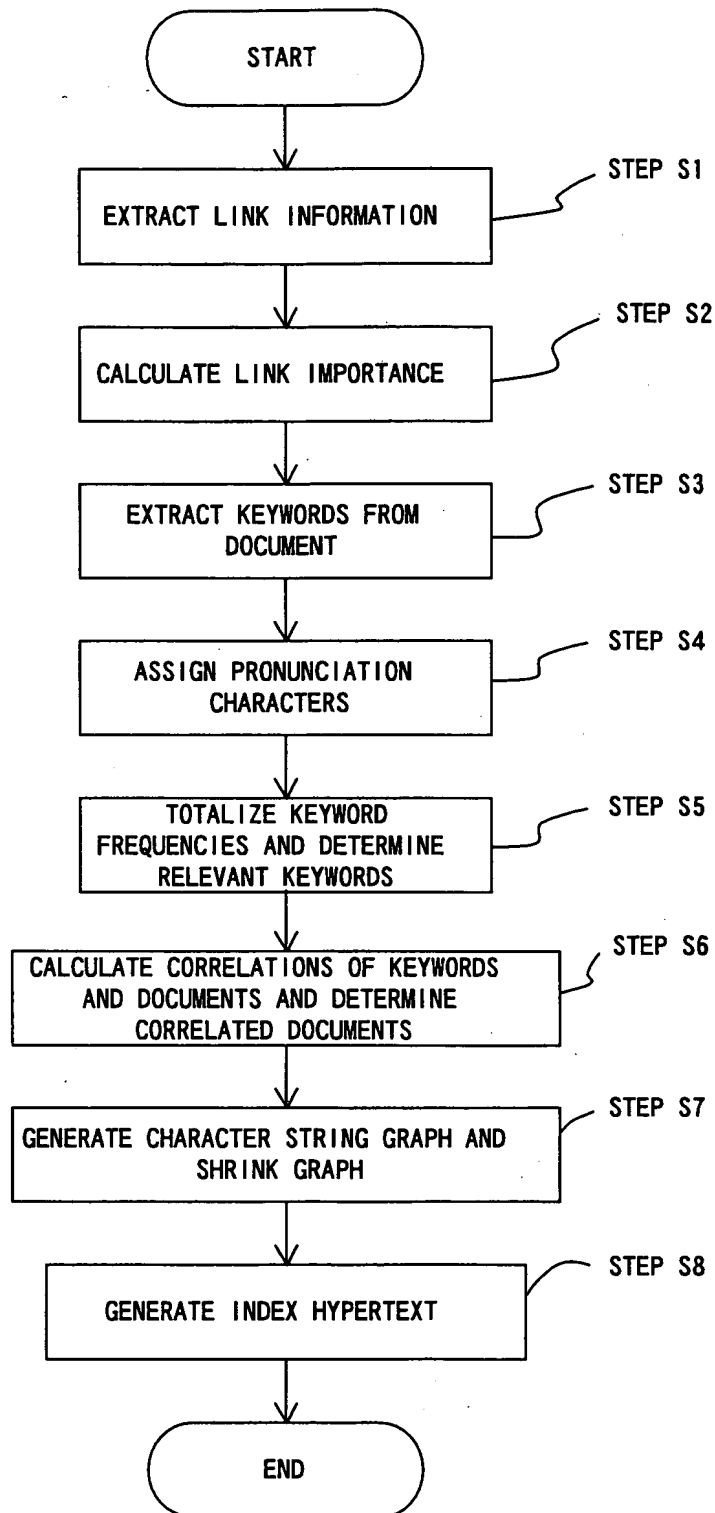 START
STEP S1
EXTRACT LINK INFORMATION
STEP S2
CALCULATE LINK IMPORTANCE
STEP S3
EXTRACT KEYWORDS FROM
DOCUMENT
STEP S4
ASSIGN PRONUNCIATION
CHARACTERS
STEP S5
TOTALIZE KEYWORD
FREQUENCIES AND DETERMINE
RELEVANT KEYWORDS
STEP S6
CALCULATE CORRELATIONS OF KEYWORDS
AND DOCUMENTS AND DETERMINE
CORRELATED DOCUMENTS
STEP S7
GENERATE CHARACTER STRING GRAPH AND
SHRINK GRAPH
STEP S8
GENERATE INDEX HYPERTEXT
END